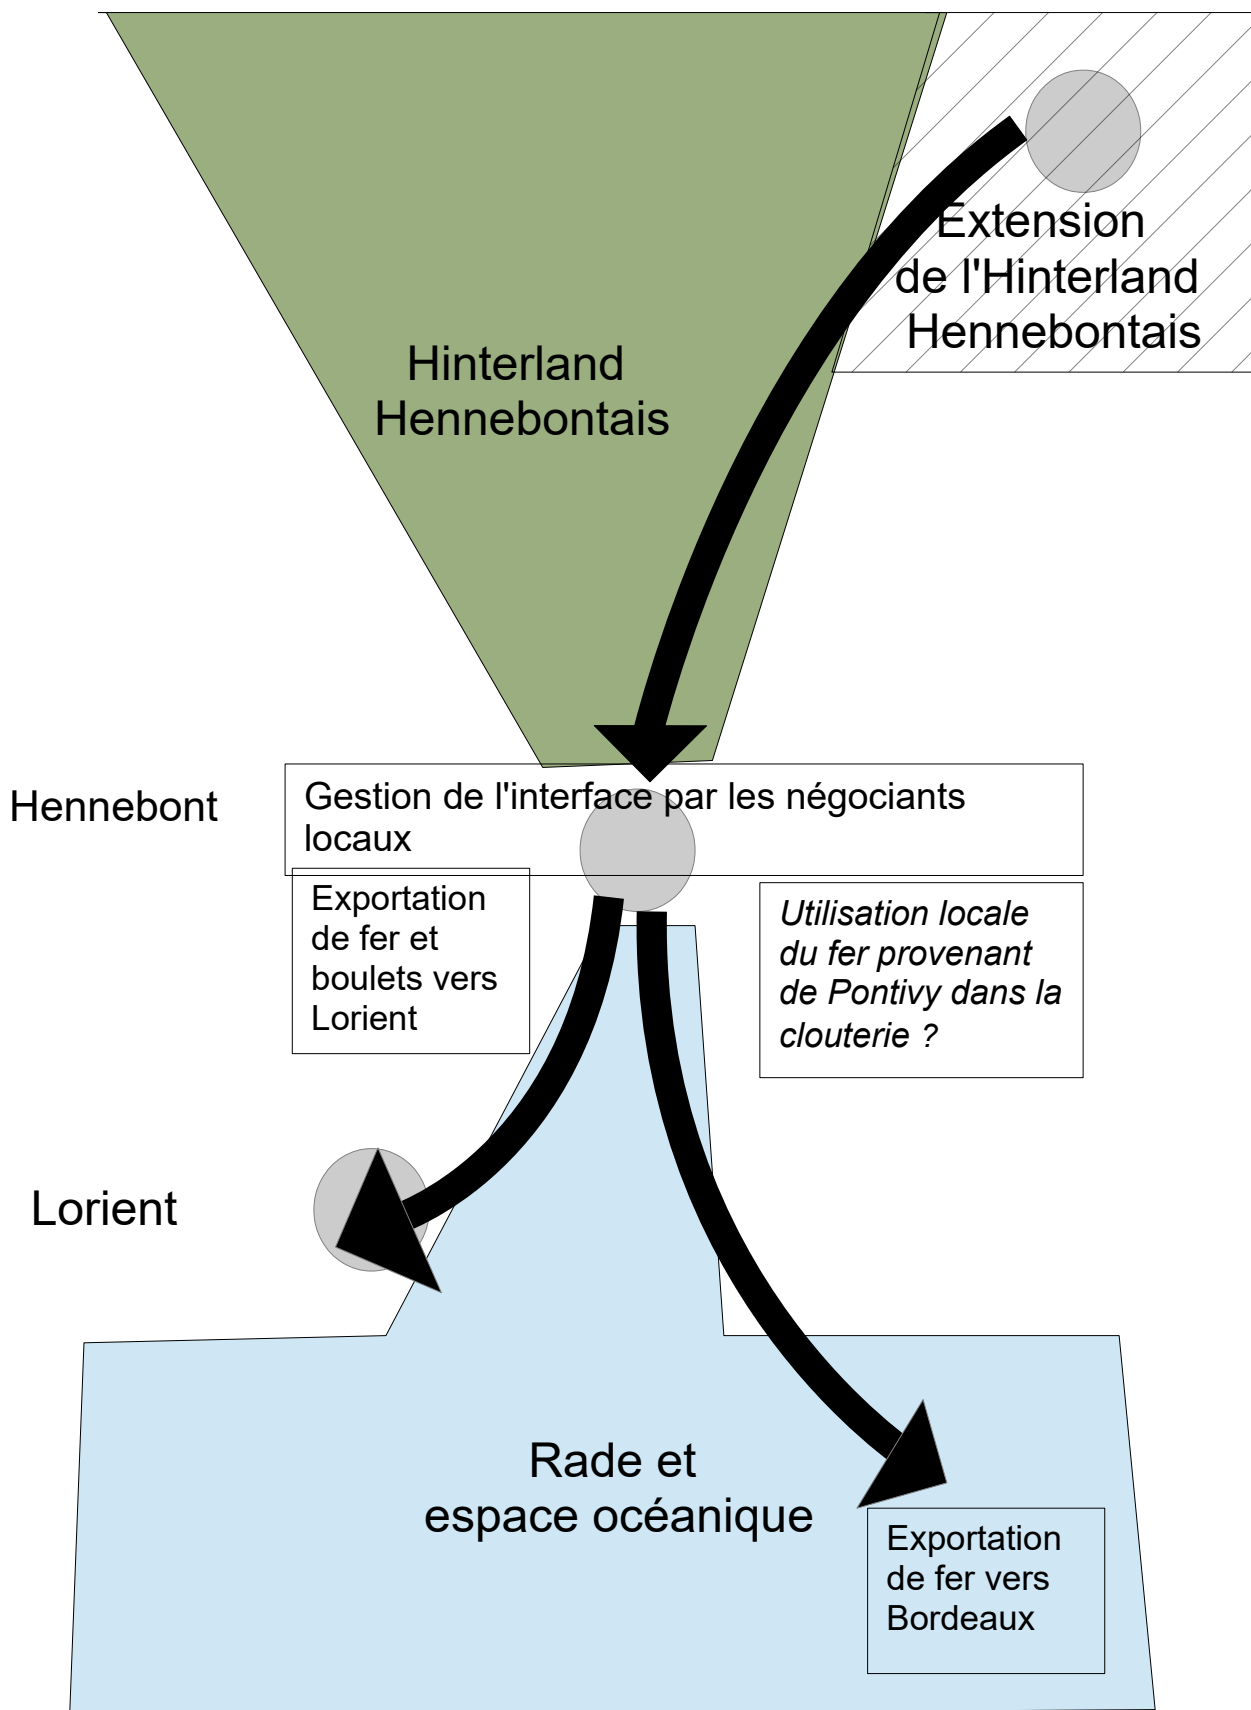 Extension
de l'Hinterland
Hennebontais
Hinterland
Hennebontais
Hennebont
Gestion de l'interface par les négociants
locaux
Exportation
de fer et
boulets vers
Lorient
Utilisation locale
du fer provenant
de Pontivy dans la
clouterie ?
Lorient
Rade et
espace océanique
Exportation
de fer vers
Bordeaux